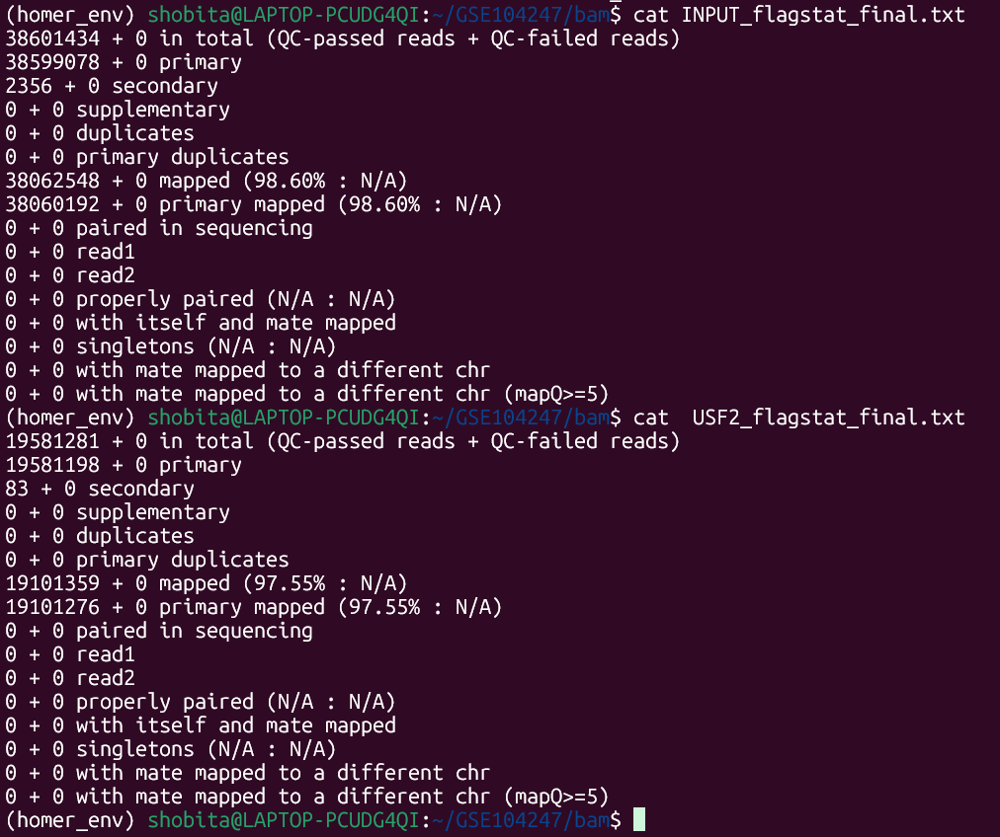 (homer_env) shobita@LAPTOP-PCUDG4QI:~/GSE104247/bam$ cat INPUT_flagstat_final.txt
38601434 + 0 in total (QC-passed reads + QC-failed reads)
38599078 + 0 primary
2356 + 0 secondary
0 + 0 supplementary
0 + 0 duplicates
0 + 0 primary duplicates
38062548 + 0 mapped (98.60% : N/A)
38060192 + 0 primary mapped (98.60% : N/A)
0 + 0 paired in sequencing
0 + 0 read1
0 + 0 read2
0 + 0 properly paired (N/A : N/A)
0 + 0 with itself and mate mapped
0 + 0 singletons (N/A : N/A)
0 + 0 with mate mapped to a different chr
0 + 0 with mate mapped to a different chr (mapQ>=5)
(homer_env) shobita@LAPTOP-PCUDG4QI:~/GSE104247/bam$ cat  USF2_flagstat_final.txt
19581281 + 0 in total (QC-passed reads + QC-failed reads)
19581198 + 0 primary
83 + 0 secondary
0 + 0 supplementary
0 + 0 duplicates
0 + 0 primary duplicates
19101359 + 0 mapped (97.55% : N/A)
19101276 + 0 primary mapped (97.55% : N/A)
0 + 0 paired in sequencing
0 + 0 read1
0 + 0 read2
0 + 0 properly paired (N/A : N/A)
0 + 0 with itself and mate mapped
0 + 0 singletons (N/A : N/A)
0 + 0 with mate mapped to a different chr
0 + 0 with mate mapped to a different chr (mapQ>=5)
(homer_env) shobita@LAPTOP-PCUDG4QI:~/GSE104247/bam$